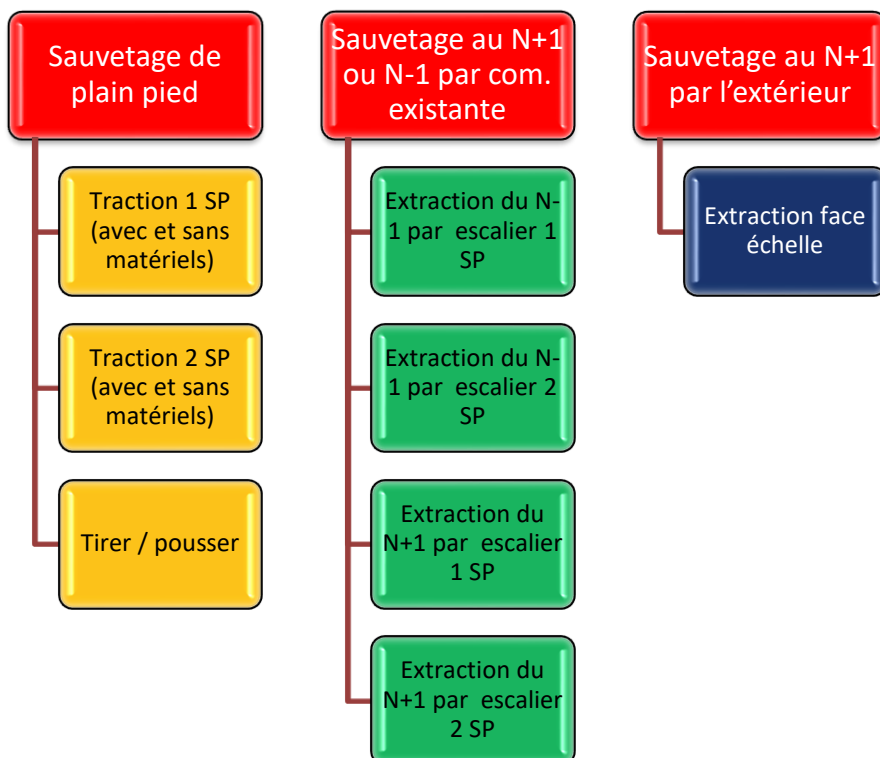 Sauvetage de
plain pied
Traction 1 SP
(avec et sans
matériels)
Traction 2 SP
(avec et sans
matériels)
Tirer / pousser
Sauvetage au N+1
ou N-1 par com.
existante
Extraction du N-
1 par escalier 1
SP
Extraction du N-
1 par escalier 2
SP
Extraction du
N+1 par escalier
1 SP
Extraction du
N+1 par escalier
2 SP
Sauvetage au N+1
par l’extérieur
Extraction face
échelle